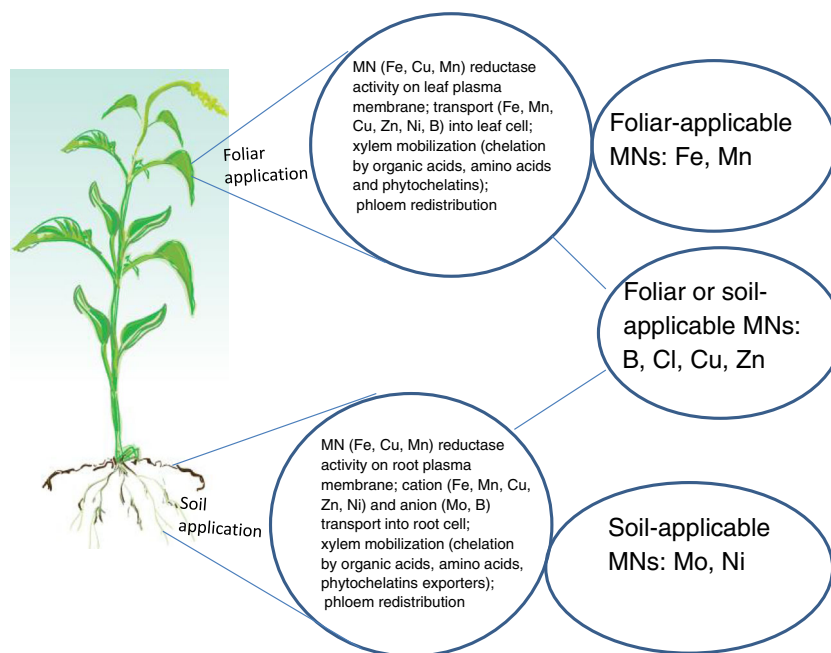 Foliar
application
MN (Fe, Cu, Mn) reductase
activity on leaf plasma
membrane; transport (Fe, Mn,
Cu, Zn, Ni, B) into leaf cell;
xylem mobilization (chelation
by organic acids, amino acids
and phytochelatins);
phloem redistribution
Foliar-applicable
MNs: Fe, Mn
Foliar or soil-
applicable MNs:
B, Cl, Cu, Zn
Soil
application
MN (Fe, Cu, Mn) reductase
activity on root plasma
membrane; cation (Fe, Mn, Cu,
Zn, Ni) and anion (Mo, B)
transport into root cell;
xylem mobilization (chelation
by organic acids, amino acids,
phytochelatins exporters);
phloem redistribution
Soil-applicable
MNs: Mo, Ni